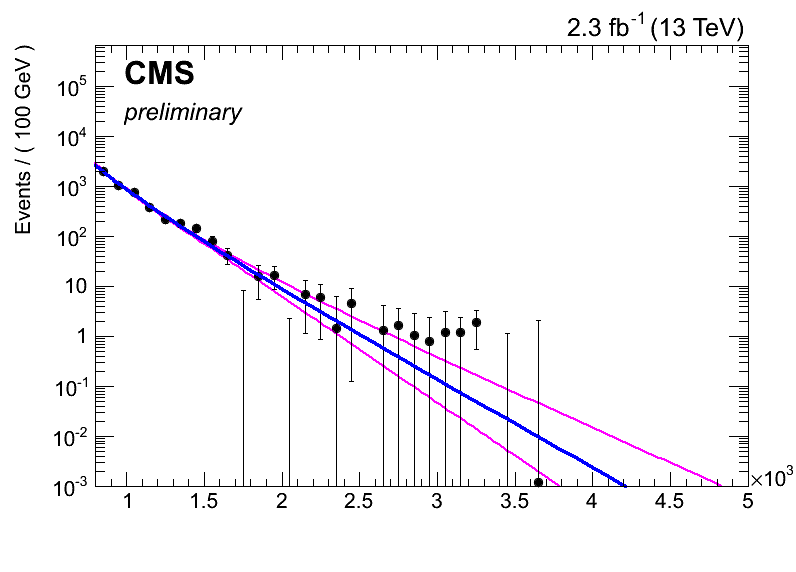 2.3 fb⁻¹ (13 TeV)
CMS
preliminary
Events / ( 100 GeV )
10⁵
10⁴
10³
10²
10
1
10⁻¹
10⁻²
10⁻³
1 1.5 2 2.5 3 3.5 4 4.5 5
×10³